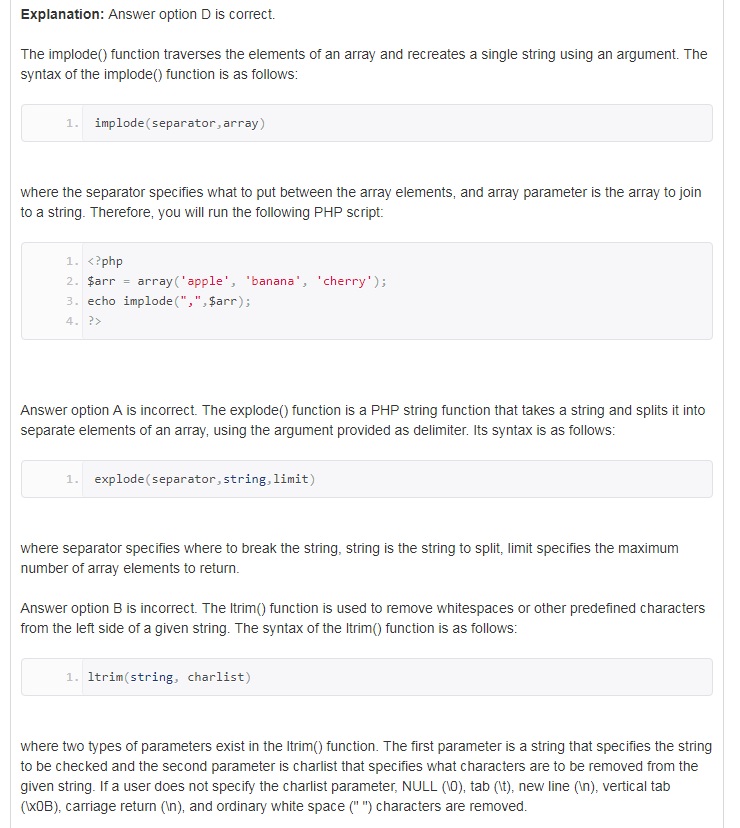 Explanation: Answer option D is correct.
The implode() function traverses the elements of an array and recreates a single string using an argument. The
syntax of the implode() function is as follows:
1. implode(separator,array)
where the separator specifies what to put between the array elements, and array parameter is the array to join
to a string. Therefore, you will run the following PHP script:
1. <?php
2. $arr = array('apple', 'banana', 'cherry');
3. echo implode(",",$arr);
4. ?>
Answer option A is incorrect. The explode() function is a PHP string function that takes a string and splits it into
separate elements of an array, using the argument provided as delimiter. Its syntax is as follows:
1. explode(separator,string,limit)
where separator specifies where to break the string, string is the string to split, limit specifies the maximum
number of array elements to return.
Answer option B is incorrect. The ltrim() function is used to remove whitespaces or other predefined characters
from the left side of a given string. The syntax of the ltrim() function is as follows:
1. ltrim(string, charlist)
where two types of parameters exist in the ltrim() function. The first parameter is a string that specifies the string
to be checked and the second parameter is charlist that specifies what characters are to be removed from the
given string. If a user does not specify the charlist parameter, NULL (\0), tab (\t), new line (\n), vertical tab
(\x0B), carriage return (\n), and ordinary white space (" ") characters are removed.